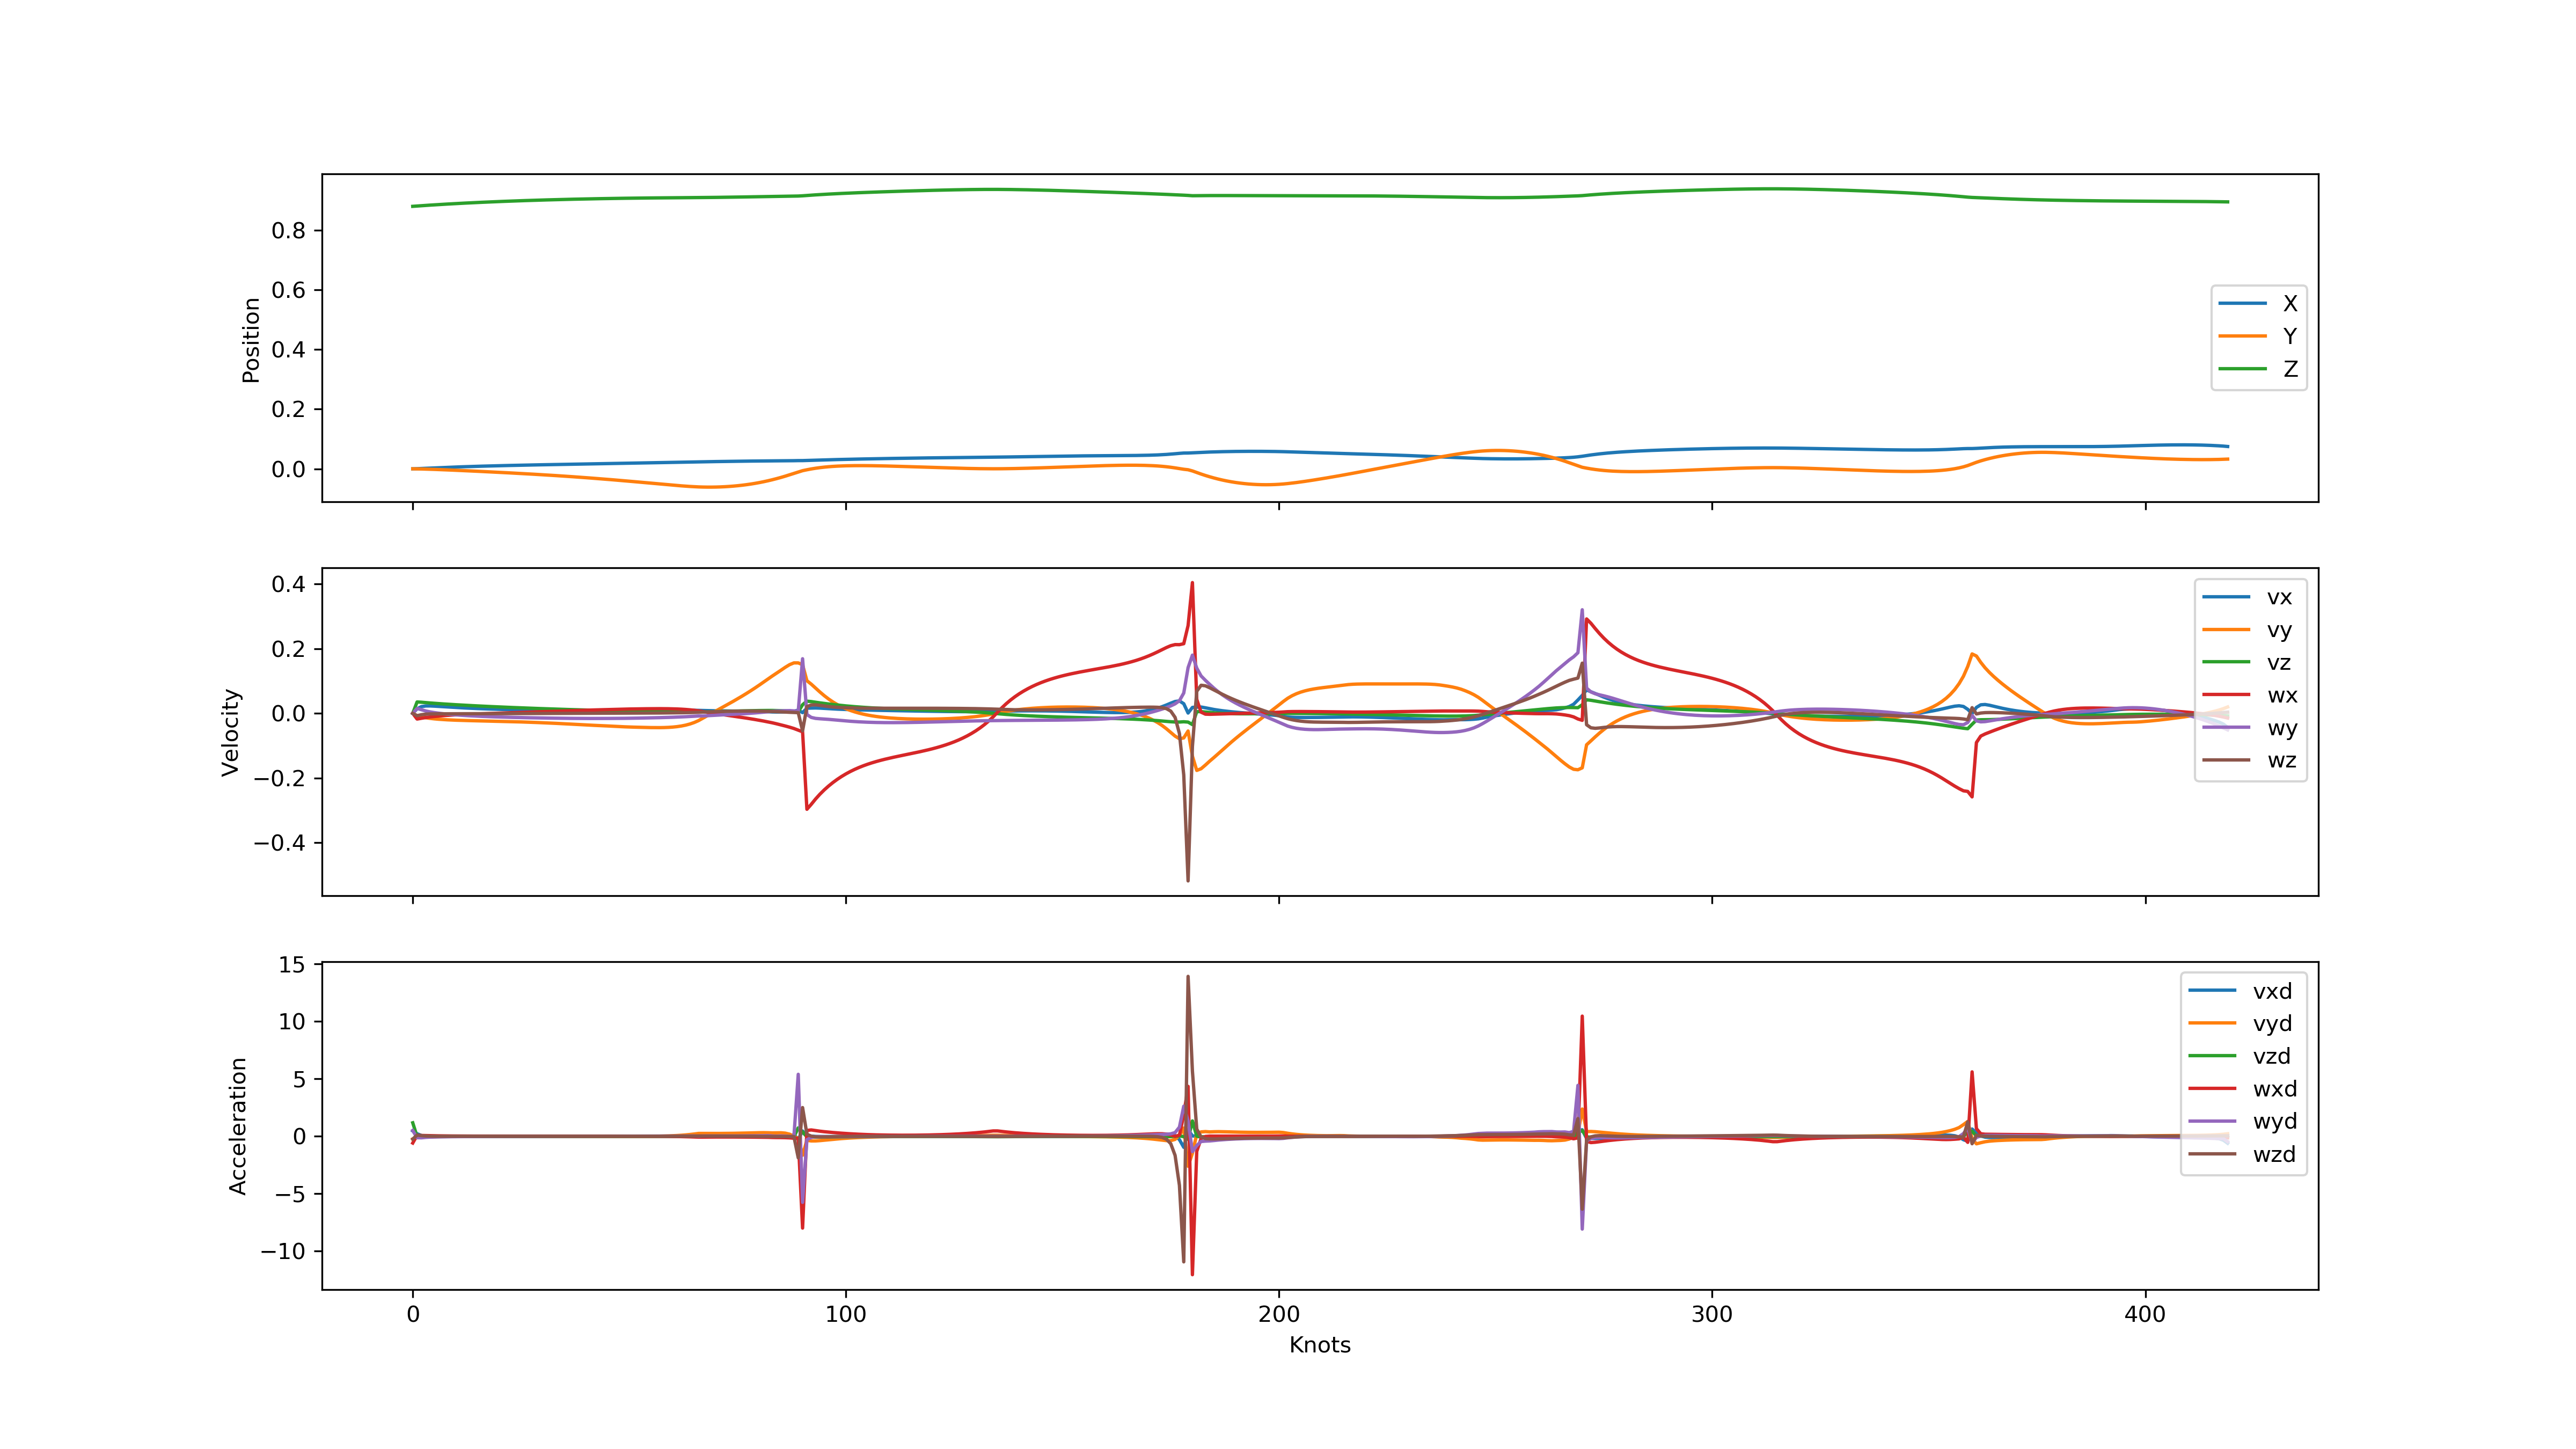 0.8
0.6
0.4
0.2
0.0
Position
X
Y
Z
0.4
0.2
0.0
−0.2
−0.4
Velocity
vx
vy
vz
wx
wy
wz
15
10
5
0
−5
−10
Acceleration
vxd
vyd
vzd
wxd
wyd
wzd
0 100 200 300 400
Knots